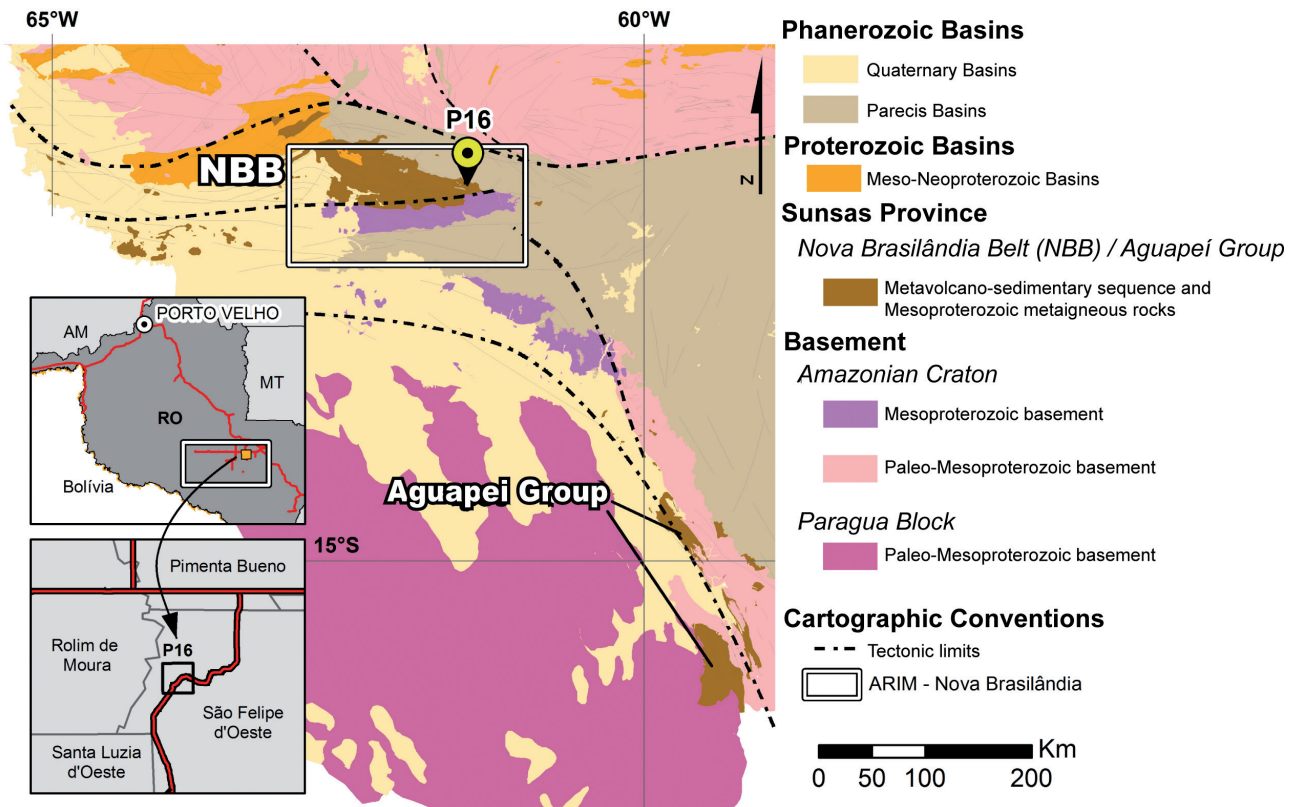 65°W
60°W
P16
NBB
N
AM
PORTO VELHO
MT
RO
Bolívia
Aguapei Group
15°S
Pimenta Bueno
Rolim de
Moura
P16
São Felipe
d'Oeste
Santa Luzia
d'Oeste
Phanerozoic Basins
Quaternary Basins
Parecis Basins
Proterozoic Basins
Meso-Neoproterozoic Basins
Sunsas Province
Nova Brasilândia Belt (NBB) / Aguapeí Group
Metavolcano-sedimentary sequence and
Mesoproterozoic metaigneous rocks
Basement
Amazonian Craton
Mesoproterozoic basement
Paleo-Mesoproterozoic basement
Paragua Block
Paleo-Mesoproterozoic basement
Cartographic Conventions
Tectonic limits
ARIM - Nova Brasilândia
Km
0 50 100 200